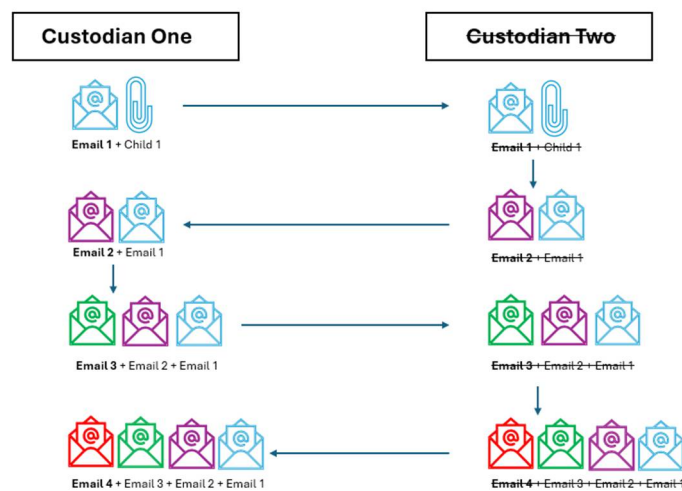 Custodian One
Custodian Two
Email 1 + Child 1
Email 1 + Child 1
Email 2 + Email 1
Email 2 + Email 1
Email 3 + Email 2 + Email 1
Email 3 + Email 2 + Email 1
Email 4 + Email 3 + Email 2 + Email 1
Email 4 + Email 3 + Email 2 + Email 1